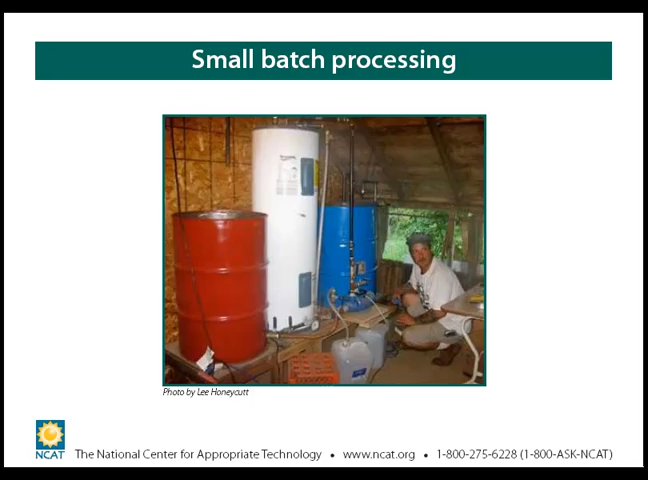 Small batch processing
Photo by Lee Honeycutt
NCAT
The National Center for Appropriate Technology • www.ncat.org • 1-800-275-6228 (1-800-ASK-NCAT)